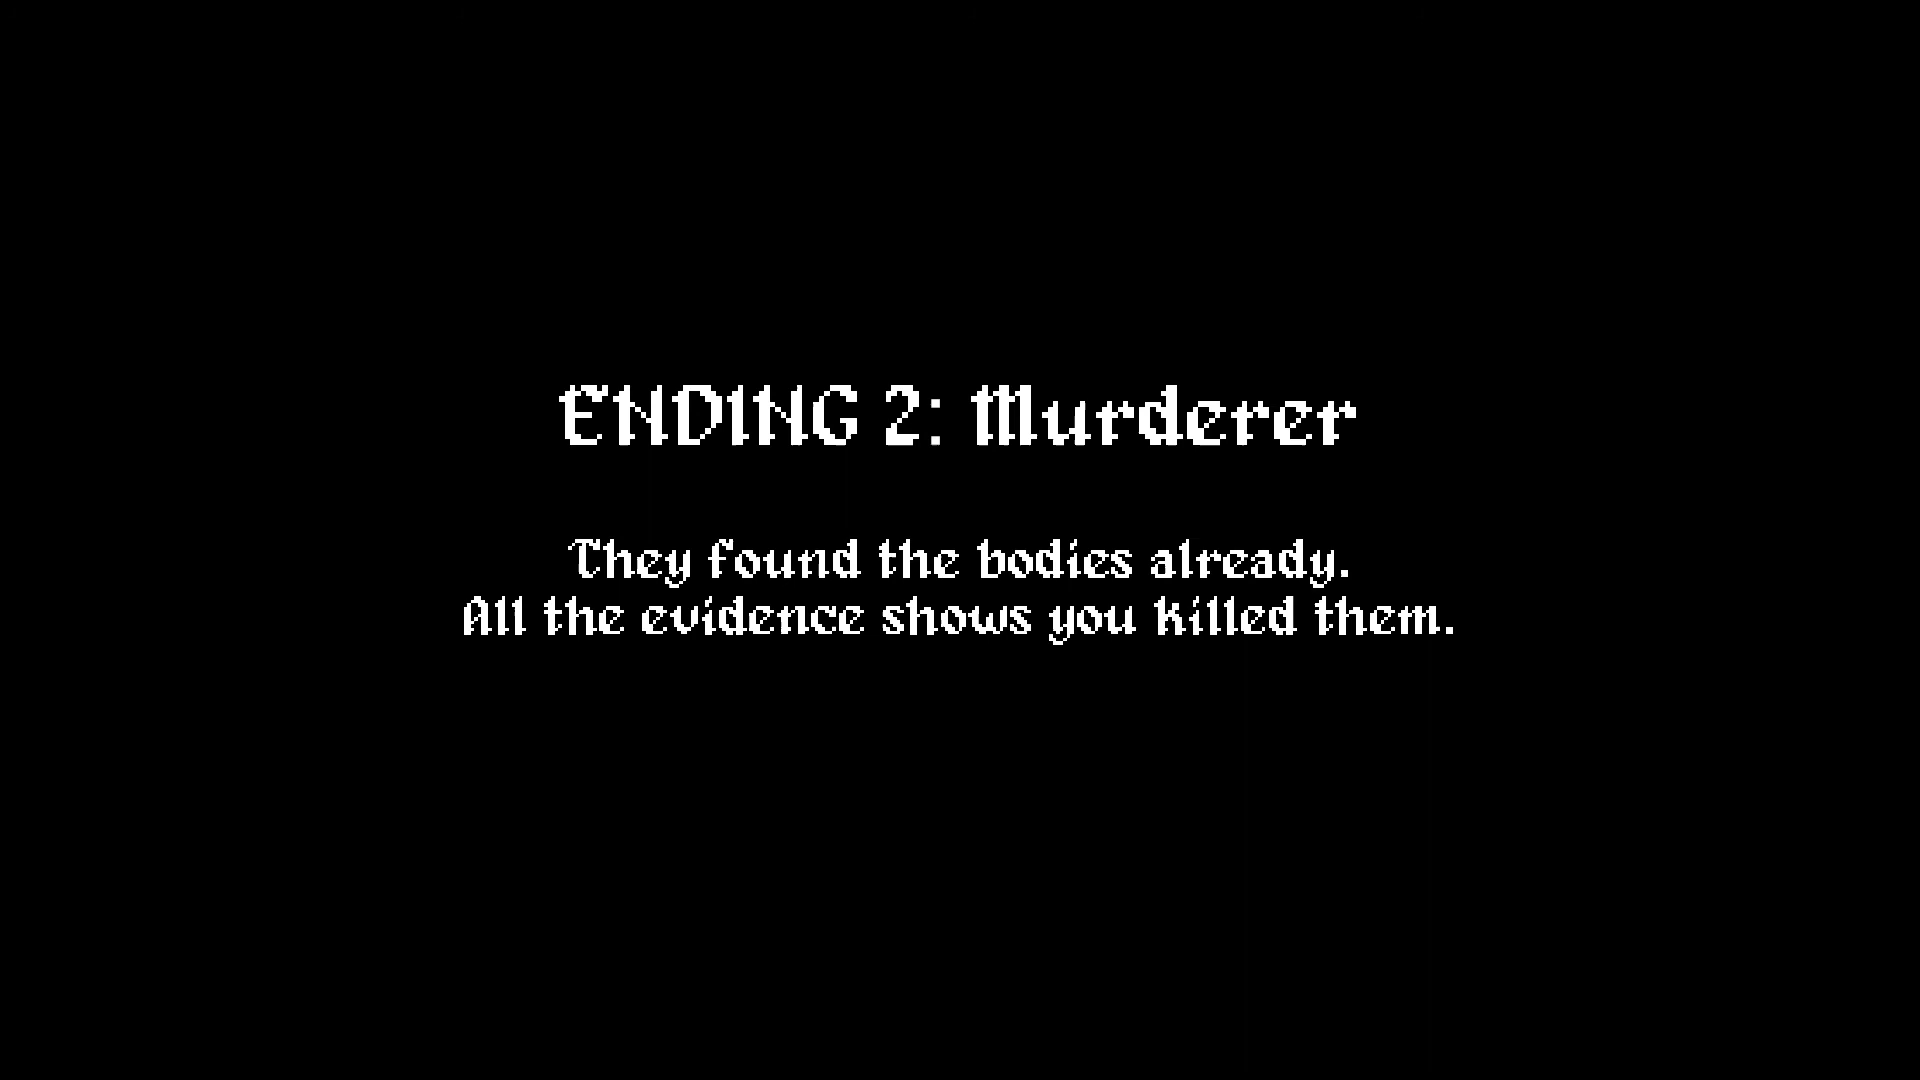 ENDING 2: Murderer
They found the bodies already.
All the evidence shows you killed them.